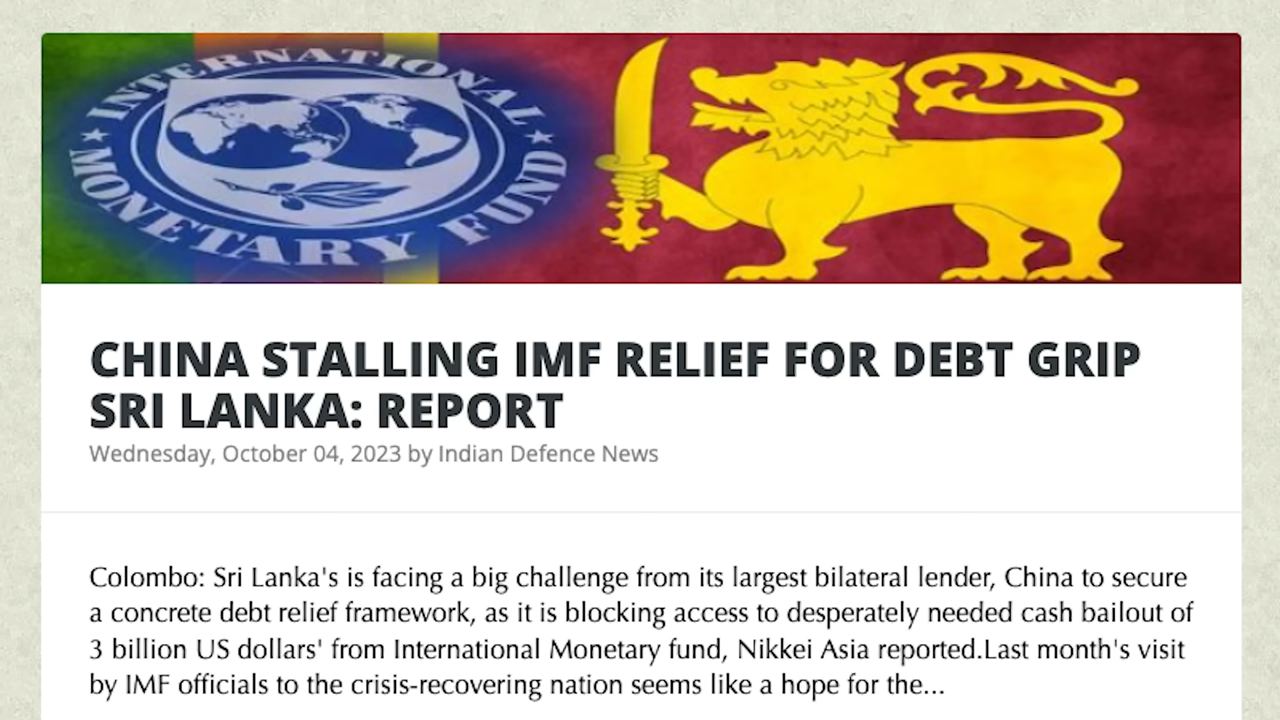 INTERNATIONAL
MONETARY FUND
CHINA STALLING IMF RELIEF FOR DEBT GRIP
SRI LANKA: REPORT
Wednesday, October 04, 2023 by Indian Defence News
Colombo: Sri Lanka's is facing a big challenge from its largest bilateral lender, China to secure
a concrete debt relief framework, as it is blocking access to desperately needed cash bailout of
3 billion US dollars' from International Monetary fund, Nikkei Asia reported.Last month's visit
by IMF officials to the crisis-recovering nation seems like a hope for the...